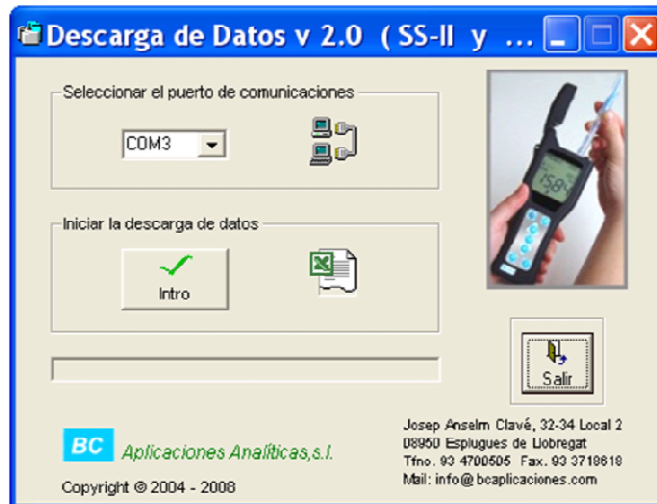 Descarga de Datos v 2.0 ( SS-II y ...
Seleccionar el puerto de comunicaciones
COM3
Iniciar la descarga de datos
Intro
Salir
BC Aplicaciones Analíticas,s.l.
Copyright © 2004 - 2008
Josep Anselm Clavé, 32-34 Local 2
08950 Esplugues de Llobregat
Tfno. 93 4700505 Fax. 93 3718618
Mail: info@bcaplicaciones.com